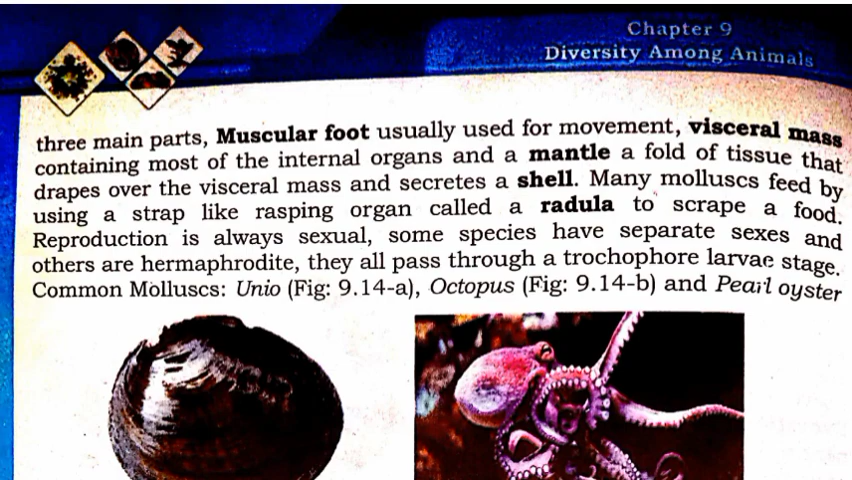 Chapter 9
Diversity Among Animals
three main parts, Muscular foot usually used for movement, visceral mass
containing most of the internal organs and a mantle a fold of tissue that
drapes over the visceral mass and secretes a shell. Many molluscs feed by
using a strap like rasping organ called a radula to scrape a food.
Reproduction is always sexual, some species have separate sexes and
others are hermaphrodite, they all pass through a trochophore larvae stage.
Common Molluscs: Unio (Fig: 9.14-a), Octopus (Fig: 9.14-b) and Pearl oyster